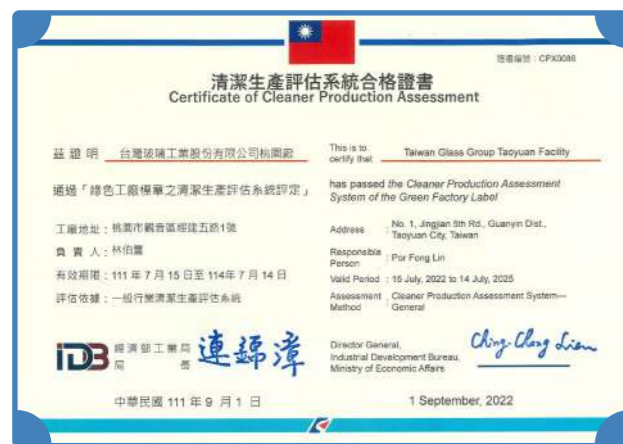 證書編號：CPX0086
清潔生產評估系統合格證書
Certificate of Cleaner Production Assessment
茲證明 台灣玻璃工業股份有限公司桃園廠
通過「綠色工廠標章之清潔生產評估系統評定」
工廠地址：桃園市觀音區經建五路1號
負責人：林伯豐
有效期限：111 年 7 月 15 日至 114年 7 月 14 日
評估依據：一般行業清潔生產評估系統
IDB 經濟部工業局
局長 連錦漳
中華民國 111 年 9 月 1 日
This is to certify that Taiwan Glass Group Taoyuan Facility
has passed the Cleaner Production Assessment
System of the Green Factory Label
Address : No. 1, Jingjian 5th Rd., Guanyin Dist.,
Taoyuan City, Taiwan
Responsible Person : Por Fong Lin
Valid Period : 15 July, 2022 to 14 July, 2025
Assessment Method : Cleaner Production Assessment System—
General
Director General,
Industrial Development Bureau,
Ministry of Economic Affairs
Ching-Chang Lien
1 September, 2022